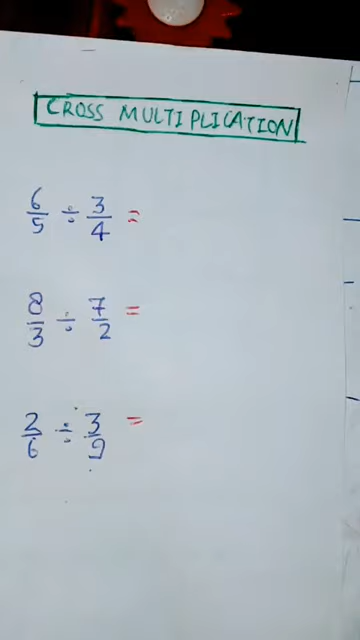 CROSS MULTIPLICATION
6/5 ÷ 3/4 =
8/3 ÷ 7/2 =
2/6 ÷ 3/9 =